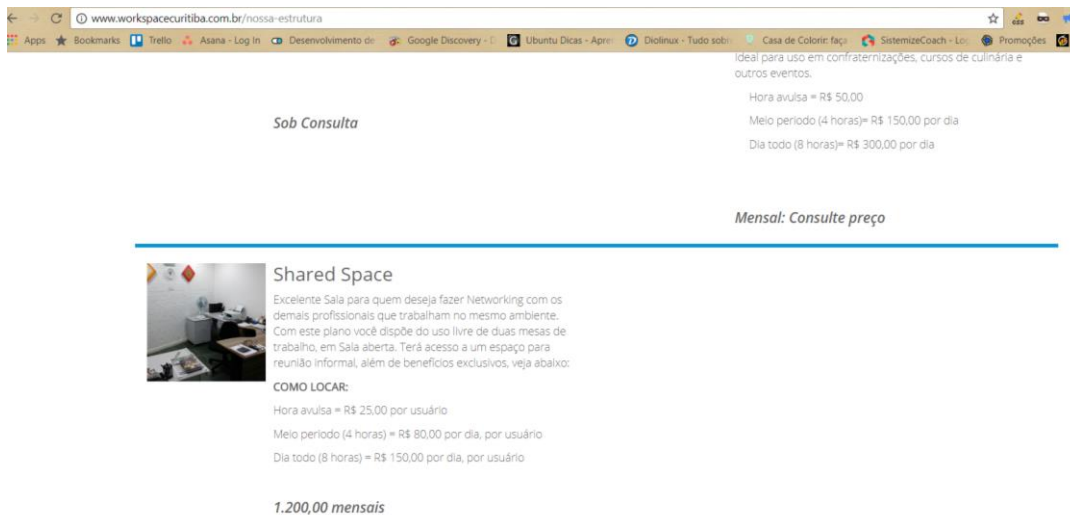 www.workspacecuritiba.com.br/nossa-estrutura
Apps Bookmarks Trello Asana - Log In Desenvolvimento de Google Discovery - Ubuntu Dicas - Apre Diolinux - Tudo sobr Casa de Colorir: faça SistemizeCoach - Lo Promoções
Ideal para uso em confraternizações, cursos de culinária e
outros eventos.
Hora avulsa = R$ 50,00
Meio período (4 horas)= R$ 150,00 por dia
Dia todo (8 horas)= R$ 300,00 por dia
Sob Consulta
Mensal: Consulte preço
Shared Space
Excelente Sala para quem deseja fazer Networking com os
demais profissionais que trabalham no mesmo ambiente.
Com este plano você dispõe do uso livre de duas mesas de
trabalho, em Sala aberta. Terá acesso a um espaço para
reunião informal, além de benefícios exclusivos, veja abaixo:
COMO LOCAR:
Hora avulsa = R$ 25,00 por usuário
Meio período (4 horas) = R$ 80,00 por dia, por usuário
Dia todo (8 horas) = R$ 150,00 por dia, por usuário
1.200,00 mensais